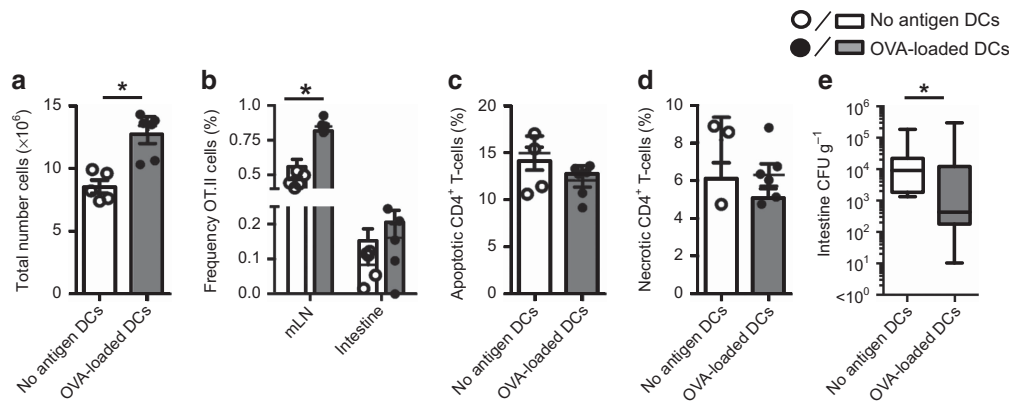 ○/□ No antigen DCs
●/■ OVA-loaded DCs
a
Total number cells (×10⁶)
15
10
5
0
*
No antigen DCs
OVA-loaded DCs
b
Frequency OT.II cells (%)
1.0
0.75
0.5
0.2
0.1
0.0
*
mLN
Intestine
c
Apoptotic CD4⁺ T-cells (%)
20
15
10
5
0
No antigen DCs
OVA-loaded DCs
d
Necrotic CD4⁺ T-cells (%)
10
8
6
4
2
0
No antigen DCs
OVA-loaded DCs
e
Intestine CFU g⁻¹
10⁶
10⁵
10⁴
10³
10²
10¹
<10⁰
*
No antigen DCs
OVA-loaded DCs